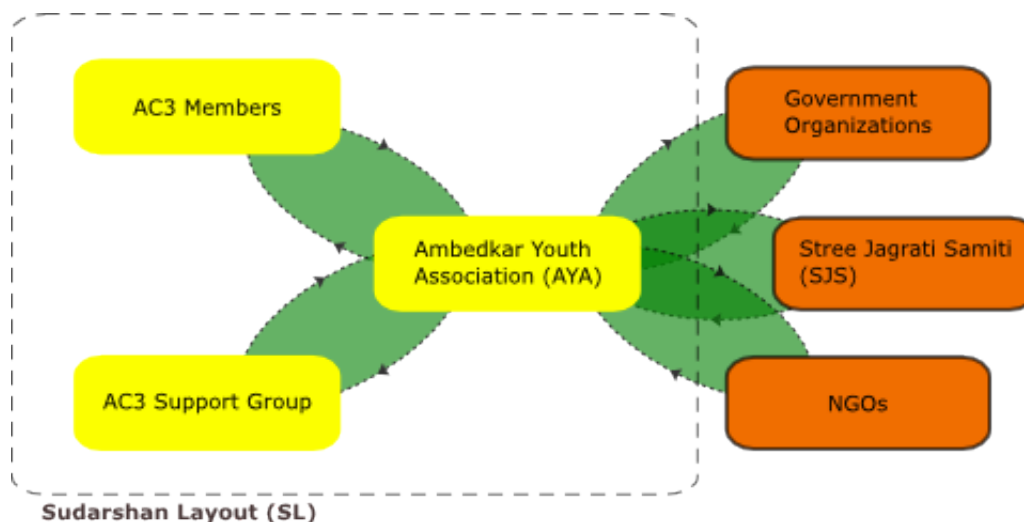 AC3 Members
Government
Organizations
Ambedkar Youth
Association (AYA)
Stree Jagrati Samiti
(SJS)
AC3 Support Group
NGOs
Sudarshan Layout (SL)